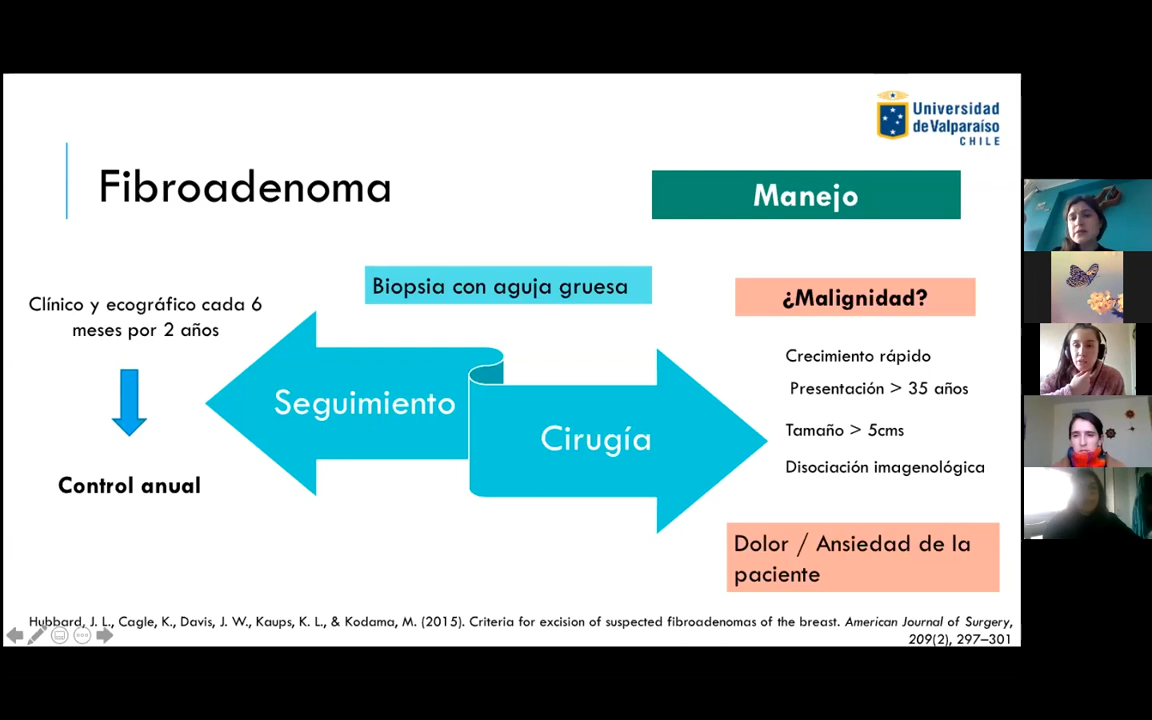 Universidad
de Valparaíso
CHILE
Fibroadenoma
Manejo
Biopsia con aguja gruesa
Clínico y ecográfico cada 6
meses por 2 años
Control anual
Seguimiento
Cirugía
¿Malignidad?
Crecimiento rápido
Presentación > 35 años
Tamaño > 5cms
Disociación imagenológica
Dolor / Ansiedad de la
paciente
Hubbard, J. L., Cagle, K., Davis, J. W., Kaups, K. L., & Kodama, M. (2015). Criteria for excision of suspected fibroadenomas of the breast. American Journal of Surgery,
209(2), 297–301